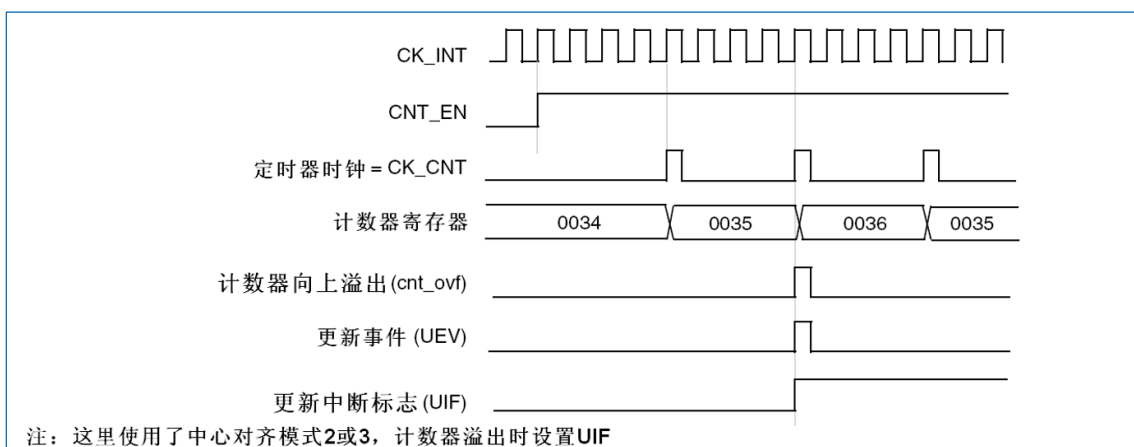 CK_INT
CNT_EN
定时器时钟 = CK_CNT
计数器寄存器 0034 0035 0036 0035
计数器向上溢出(cnt_ovf)
更新事件 (UEV)
更新中断标志(UIF)
注：这里使用了中心对齐模式2或3，计数器溢出时设置UIF